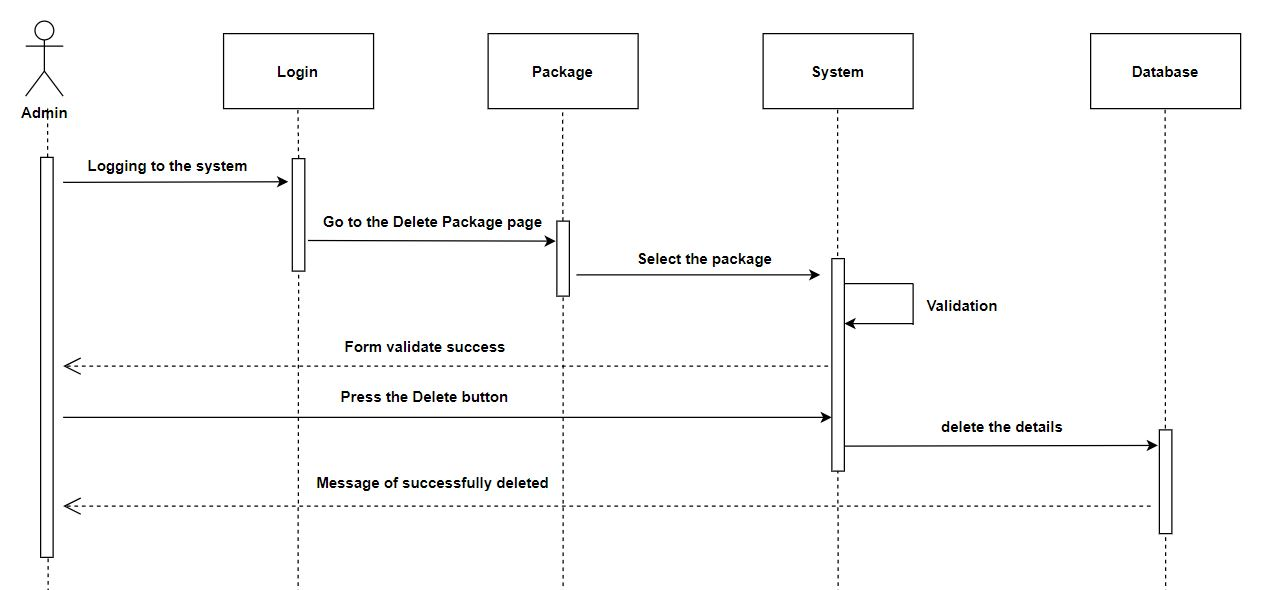 Admin
Login
Package
System
Database
Logging to the system
Go to the Delete Package page
Select the package
Validation
Form validate success
Press the Delete button
delete the details
Message of successfully deleted